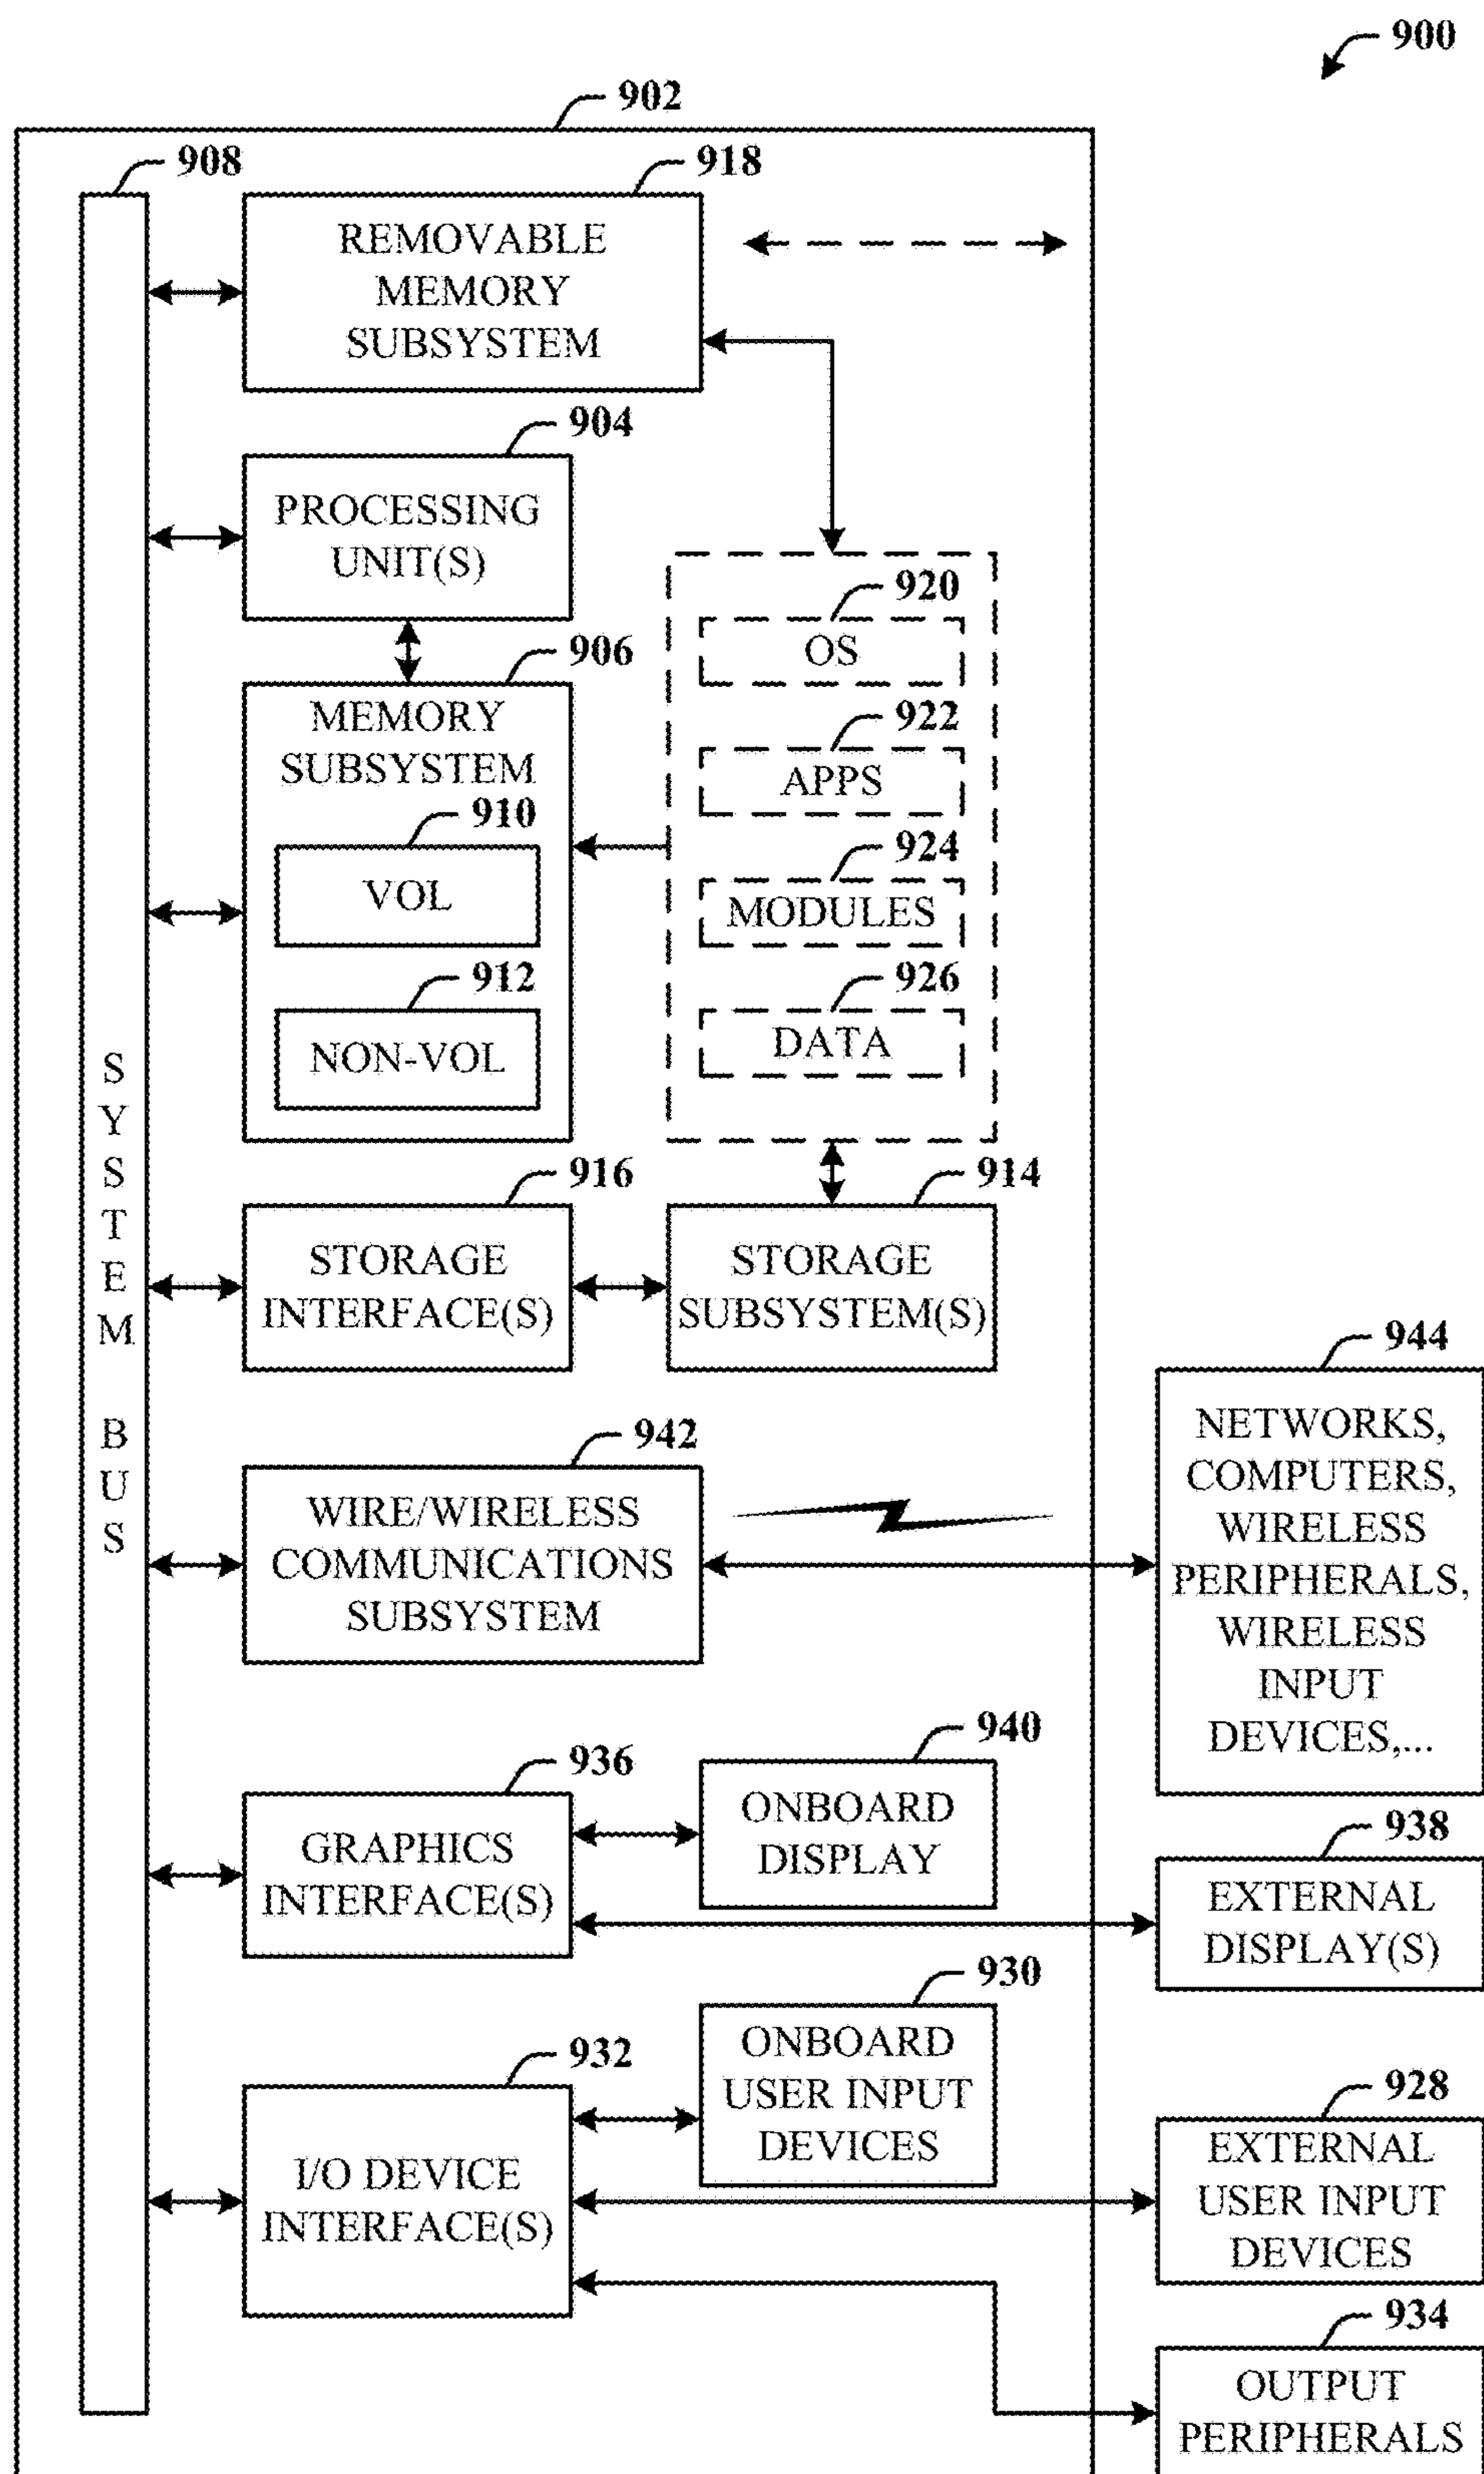 900
902
908
918
REMOVABLE
MEMORY
SUBSYSTEM
904
PROCESSING
UNIT(S)
906
MEMORY
SUBSYSTEM
910
VOL
912
NON-VOL
920
OS
922
APPS
924
MODULES
926
DATA
916
STORAGE
INTERFACE(S)
914
STORAGE
SUBSYSTEM(S)
SYSTEM BUS
942
WIRE/WIRELESS
COMMUNICATIONS
SUBSYSTEM
944
NETWORKS,
COMPUTERS,
WIRELESS
PERIPHERALS,
WIRELESS
INPUT
DEVICES,...
936
GRAPHICS
INTERFACE(S)
940
ONBOARD
DISPLAY
938
EXTERNAL
DISPLAY(S)
932
I/O DEVICE
INTERFACE(S)
930
ONBOARD
USER INPUT
DEVICES
928
EXTERNAL
USER INPUT
DEVICES
934
OUTPUT
PERIPHERALS